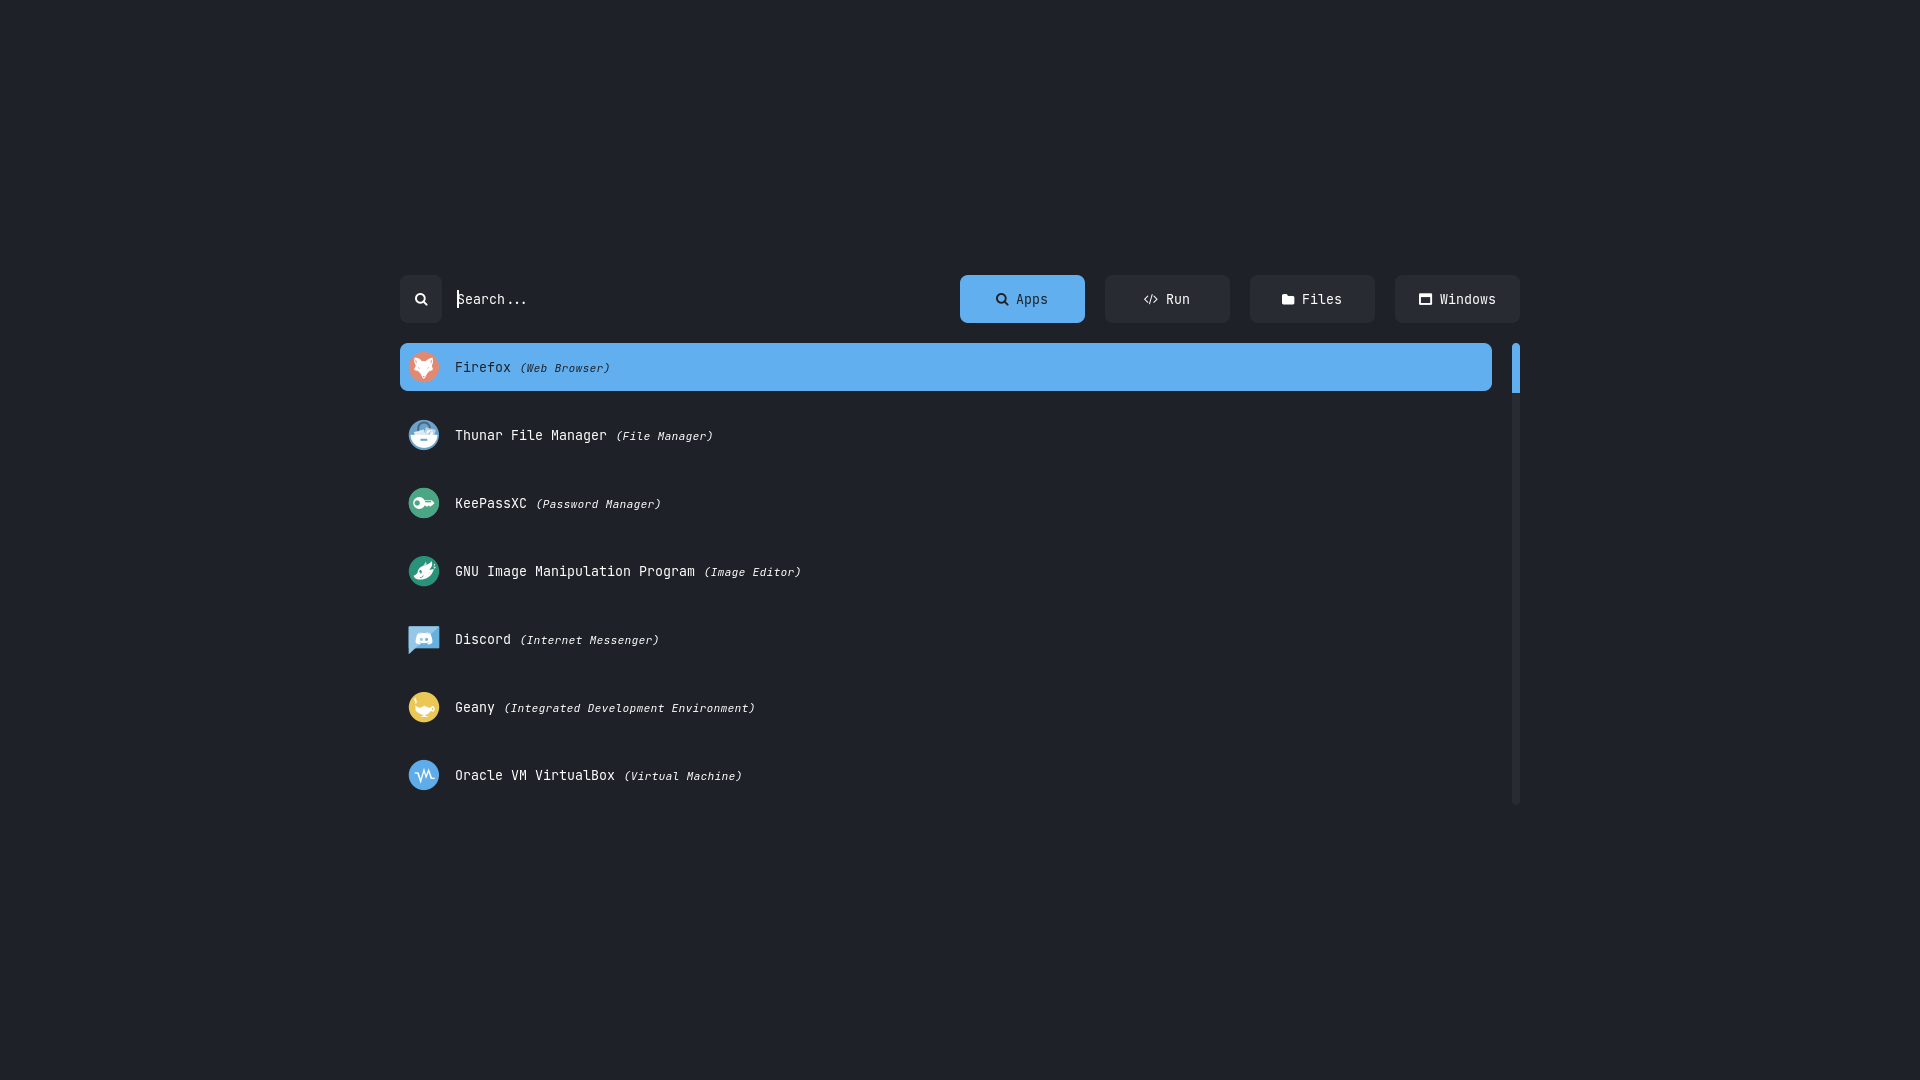 Search...
Apps
Run
Files
Windows
Firefox (Web Browser)
Thunar File Manager (File Manager)
KeePassXC (Password Manager)
GNU Image Manipulation Program (Image Editor)
Discord (Internet Messenger)
Geany (Integrated Development Environment)
Oracle VM VirtualBox (Virtual Machine)